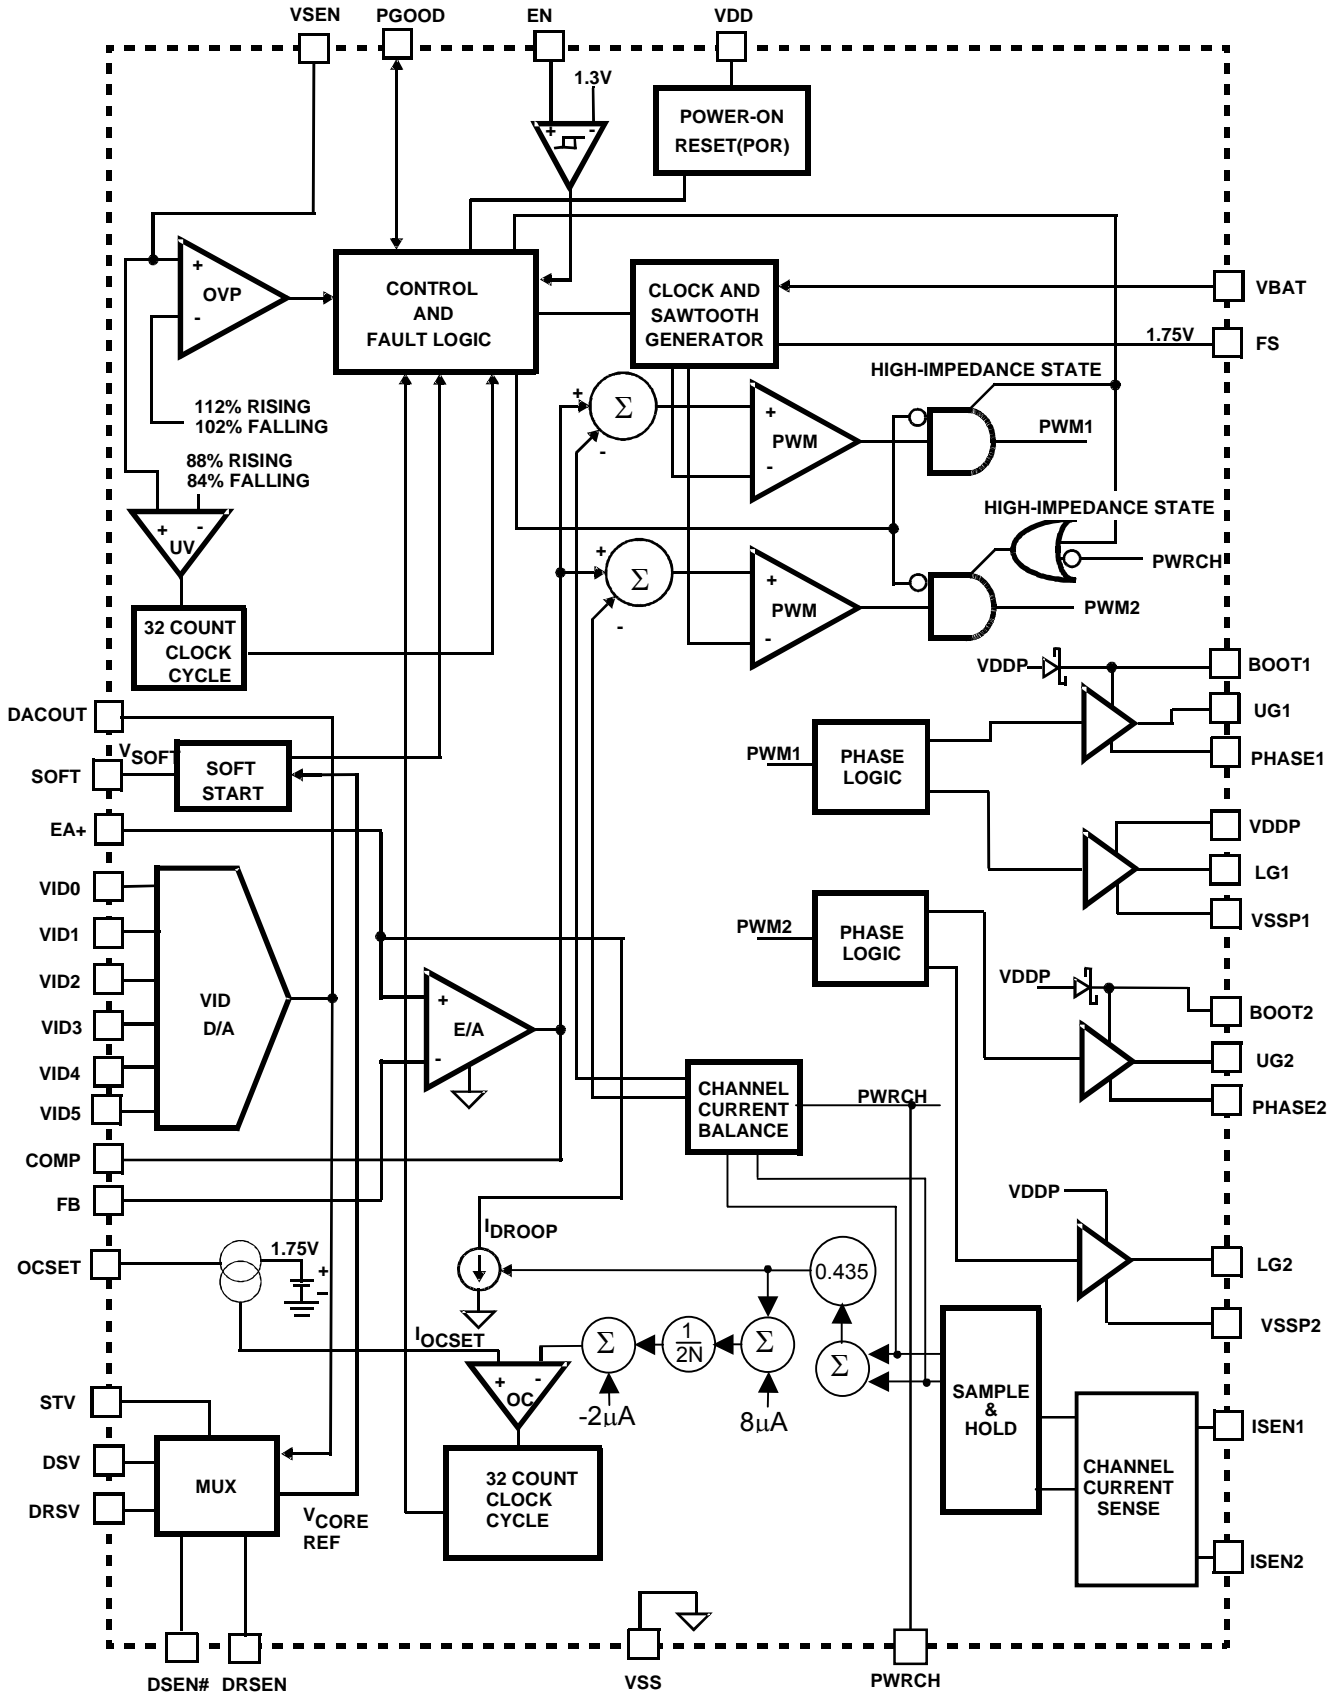 VSEN
PGOOD
EN
VDD
1.3V
+
-
POWER-ON
RESET(POR)
+
OVP
-
CONTROL
AND
FAULT LOGIC
CLOCK AND
SAWTOOTH
GENERATOR
VBAT
1.75V
FS
HIGH-IMPEDANCE STATE
112% RISING
102% FALLING
+
Σ
-
+
PWM
-
PWM1
88% RISING
84% FALLING
+
-
UV
HIGH-IMPEDANCE STATE
PWRCH
+
Σ
-
+
PWM
-
PWM2
32 COUNT
CLOCK
CYCLE
VDDP
BOOT1
UG1
PHASE1
DACOUT
VSOFT
SOFT
SOFT
START
PWM1
PHASE
LOGIC
EA+
VDDP
LG1
VSSP1
VID0
VID1
VID2
VID3
VID4
VID5
VID
D/A
PWM2
PHASE
LOGIC
+
E/A
-
VDDP
BOOT2
UG2
PHASE2
CHANNEL
CURRENT
BALANCE
PWRCH
COMP
FB
VDDP
OCSET
1.75V
+
-
IDROOP
0.435
LG2
VSSP2
IOCSET
Σ
1
2N
Σ
Σ
+
-
OC
-2µA
8µA
STV
DSV
DRSV
MUX
VCORE
REF
32 COUNT
CLOCK
CYCLE
SAMPLE
&
HOLD
CHANNEL
CURRENT
SENSE
ISEN1
ISEN2
DSEN#
DRSEN
VSS
PWRCH